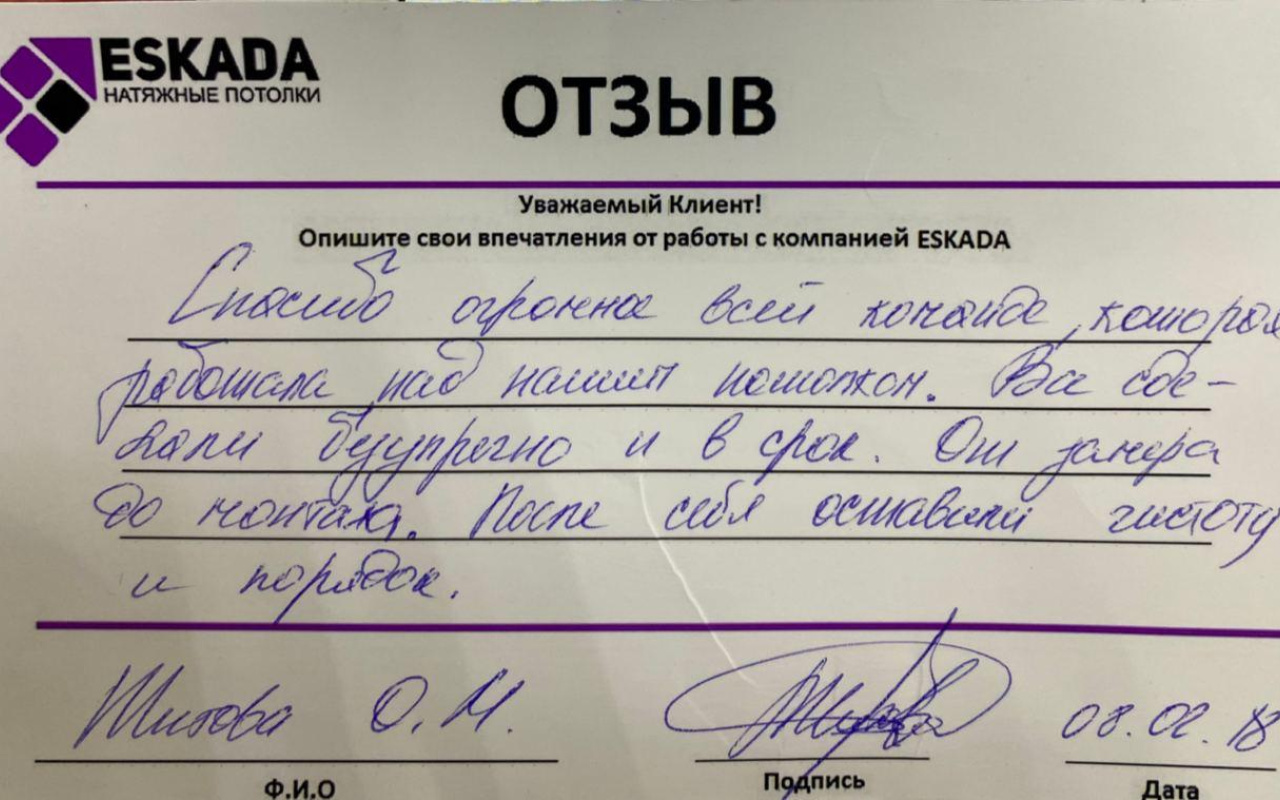 ESKADA
НАТЯЖНЫЕ ПОТОЛКИ
ОТЗЫВ
Уважаемый Клиент!
Опишите свои впечатления от работы с компанией ESKADA
Спасибо огромное всей команде, которая
работала над нашим потолком. Все сде-
лали безупречно и в срок. От замера
до монтажа. После себя оставили чистоту
и порядок.
О.И.
Ф.И.О
Подпись
08.02.18
Дата